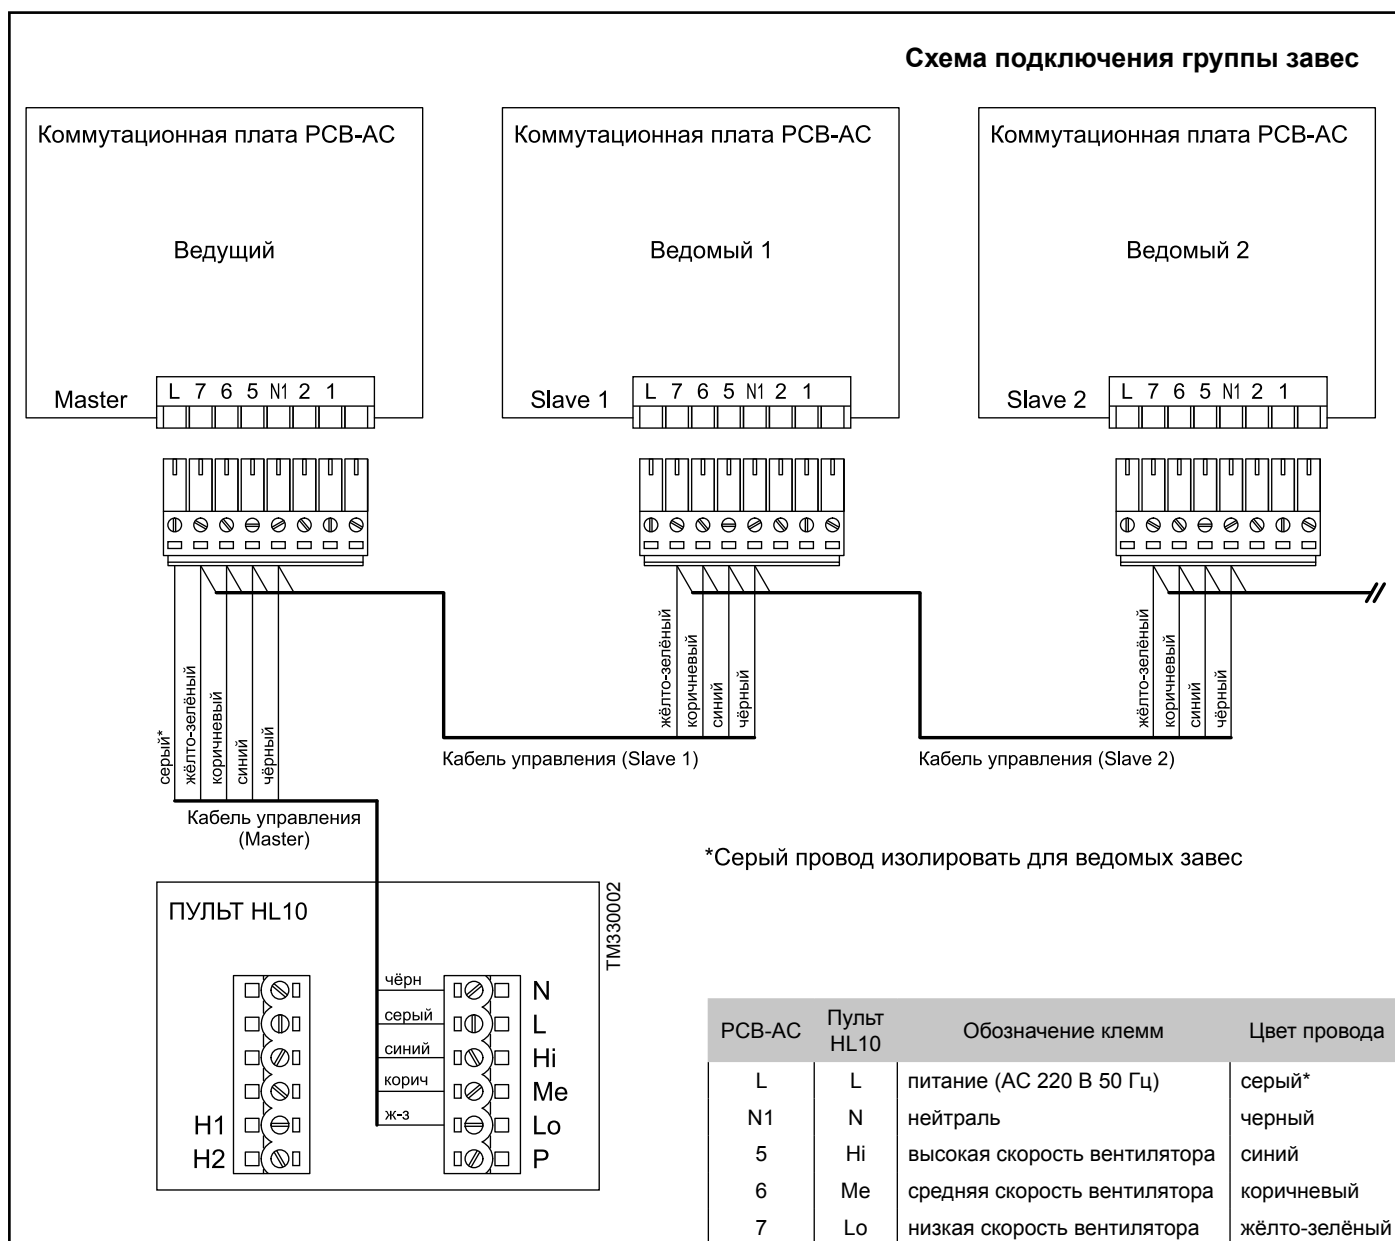 Схема подключения группы завес
Коммутационная плата PCB-AC
Ведущий
Master
L 7 6 5 N1 2 1
Коммутационная плата PCB-AC
Ведомый 1
Slave 1
L 7 6 5 N1 2 1
Коммутационная плата PCB-AC
Ведомый 2
Slave 2
L 7 6 5 N1 2 1
серый*
жёлто-зелёный
коричневый
синий
чёрный
Кабель управления
(Master)
жёлто-зелёный
коричневый
синий
чёрный
Кабель управления (Slave 1)
жёлто-зелёный
коричневый
синий
чёрный
Кабель управления (Slave 2)
*Серый провод изолировать для ведомых завес
ПУЛЬТ HL10
TM330002
H1
H2
чёрн N
серый L
синий Hi
корич Me
ж-з Lo
P
PCB-AC Пульт HL10 Обозначение клемм Цвет провода
L L питание (AC 220 В 50 Гц) серый*
N1 N нейтраль черный
5 Hi высокая скорость вентилятора синий
6 Me средняя скорость вентилятора коричневый
7 Lo низкая скорость вентилятора жёлто-зелёный